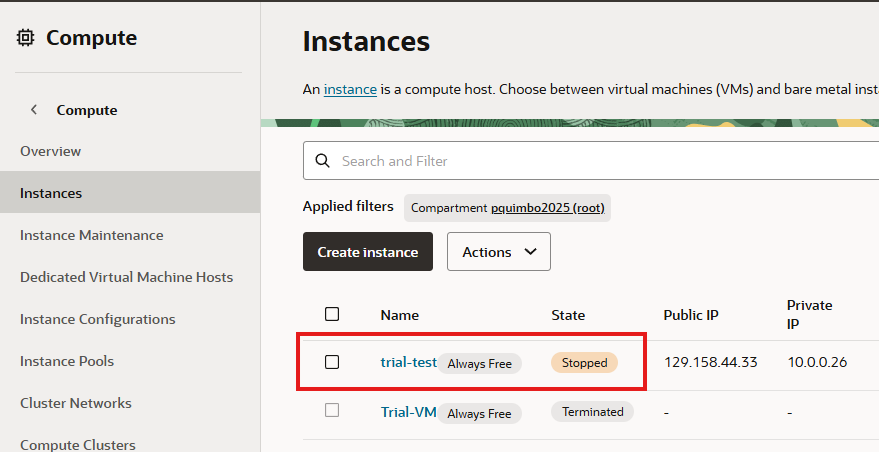 Compute
Compute
Overview
Instances
Instance Maintenance
Dedicated Virtual Machine Hosts
Instance Configurations
Instance Pools
Cluster Networks
Compute Clusters
Instances
An instance is a compute host. Choose between virtual machines (VMs) and bare metal inst
Search and Filter
Applied filters Compartment pquimbo2025 (root)
Create instance Actions
Name State Public IP Private IP
trial-test Always Free Stopped 129.158.44.33 10.0.0.26
Trial-VM Always Free Terminated - -